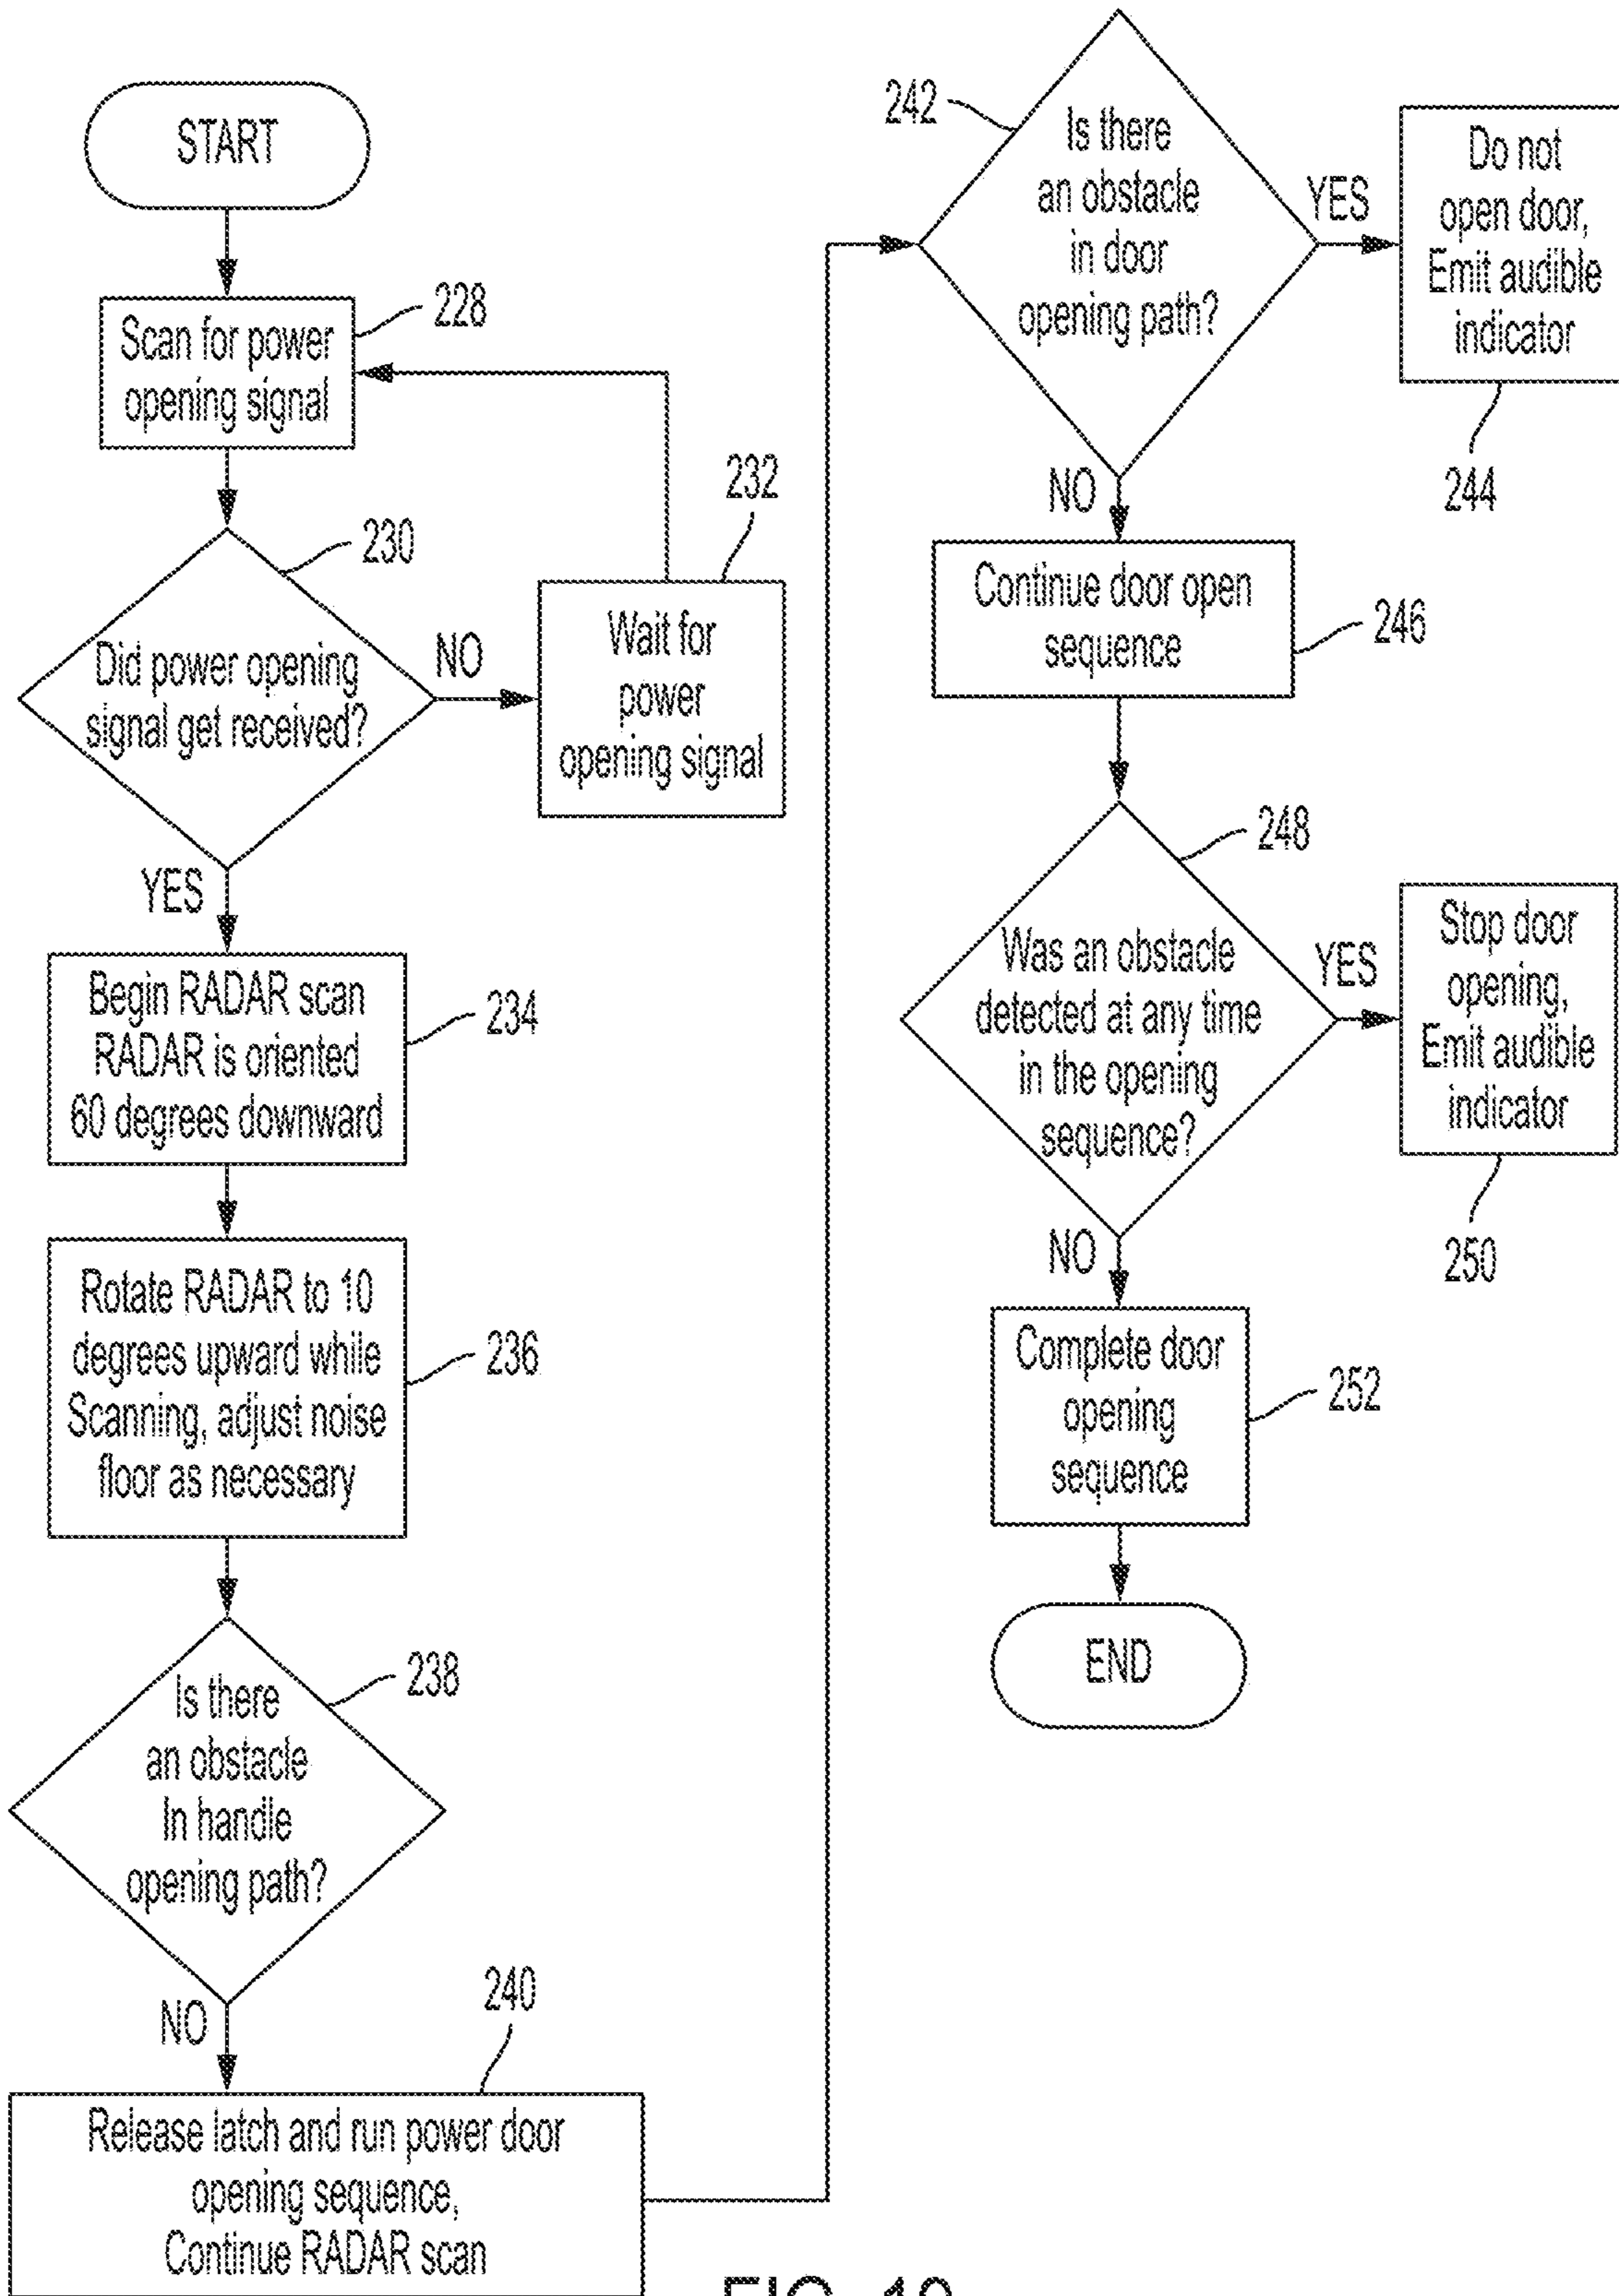 START
Scan for power
opening signal
228
Did power opening
signal get received?
230
NO
Wait for
power
opening signal
232
YES
Begin RADAR scan
RADAR is oriented
60 degrees downward
234
Rotate RADAR to 10
degrees upward while
Scanning, adjust noise
floor as necessary
236
Is there
an obstacle
In handle
opening path?
238
NO
240
Release latch and run power door
opening sequence,
Continue RADAR scan
242
Is there
an obstacle
in door
opening path?
YES
Do not
open door,
Emit audible
indicator
244
NO
Continue door open
sequence
246
248
Was an obstacle
detected at any time
in the opening
sequence?
YES
Stop door
opening,
Emit audible
indicator
250
NO
Complete door
opening
sequence
252
END
FIG.